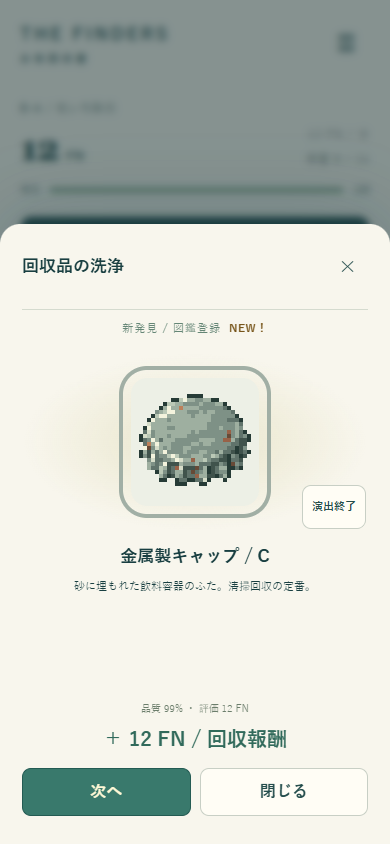 THE FINDERS
12
回収品の洗浄
新発見 / 図鑑登録 NEW！
演出終了
金属製キャップ / C
砂に埋もれた飲料容器のふた。清掃回収の定番。
品質 99% ・ 評価 12 FN
+ 12 FN / 回収報酬
次へ
閉じる